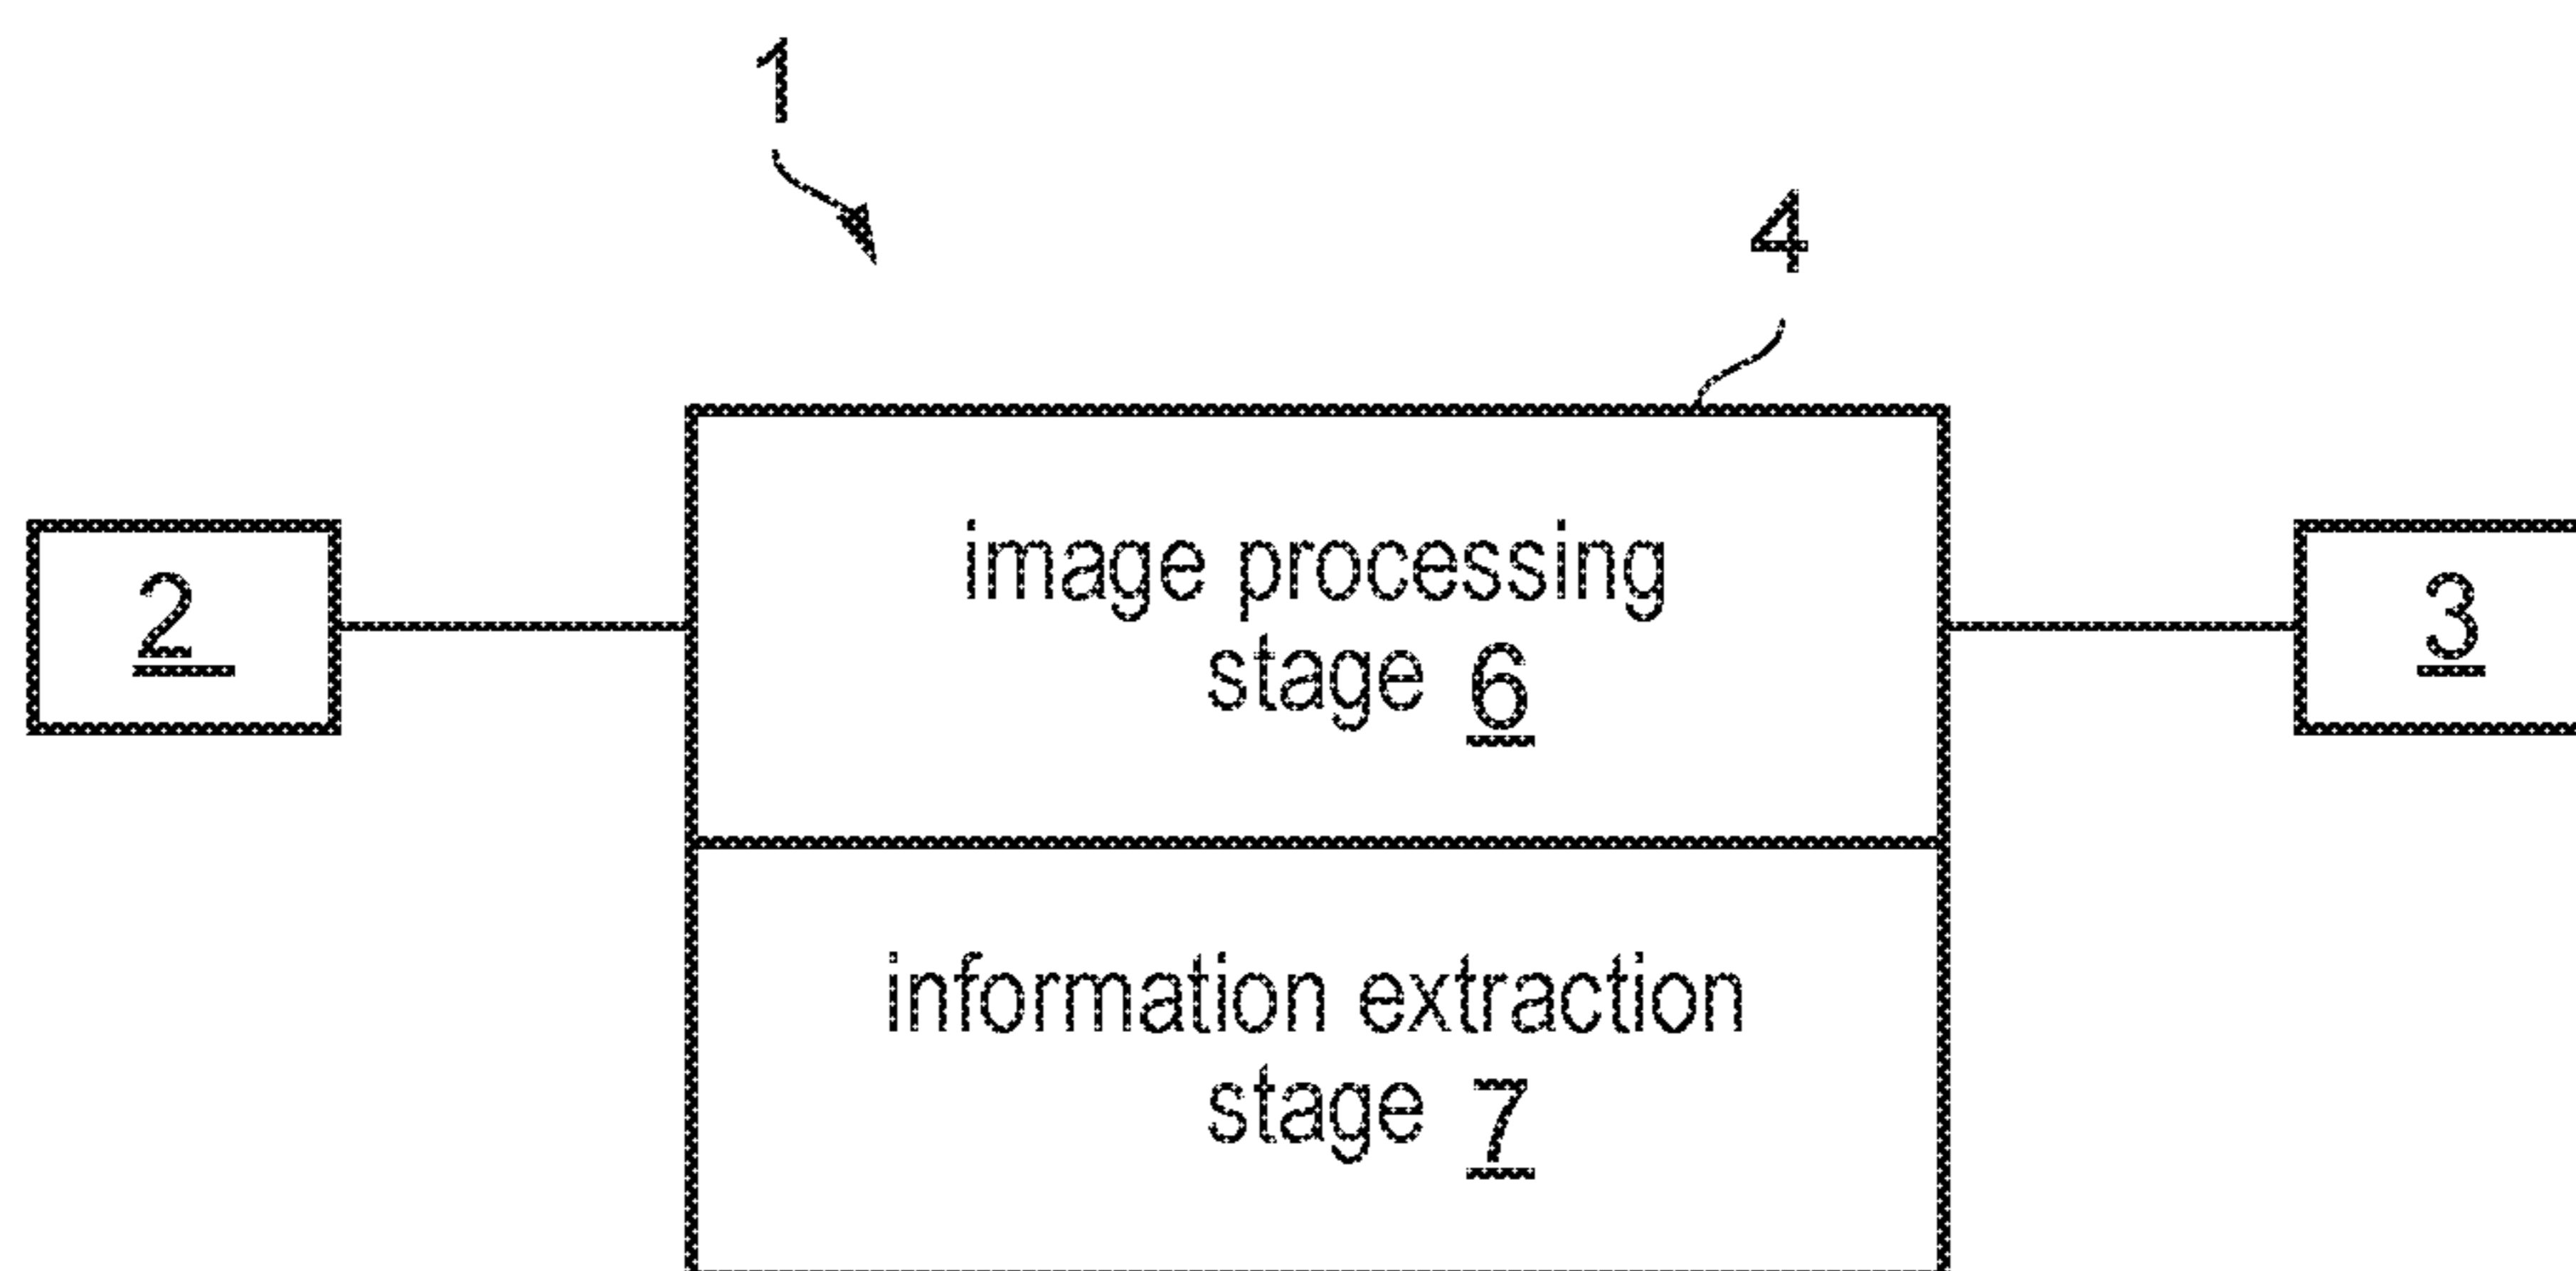 1
4
2
image processing
stage 6
3
information extraction
stage 7